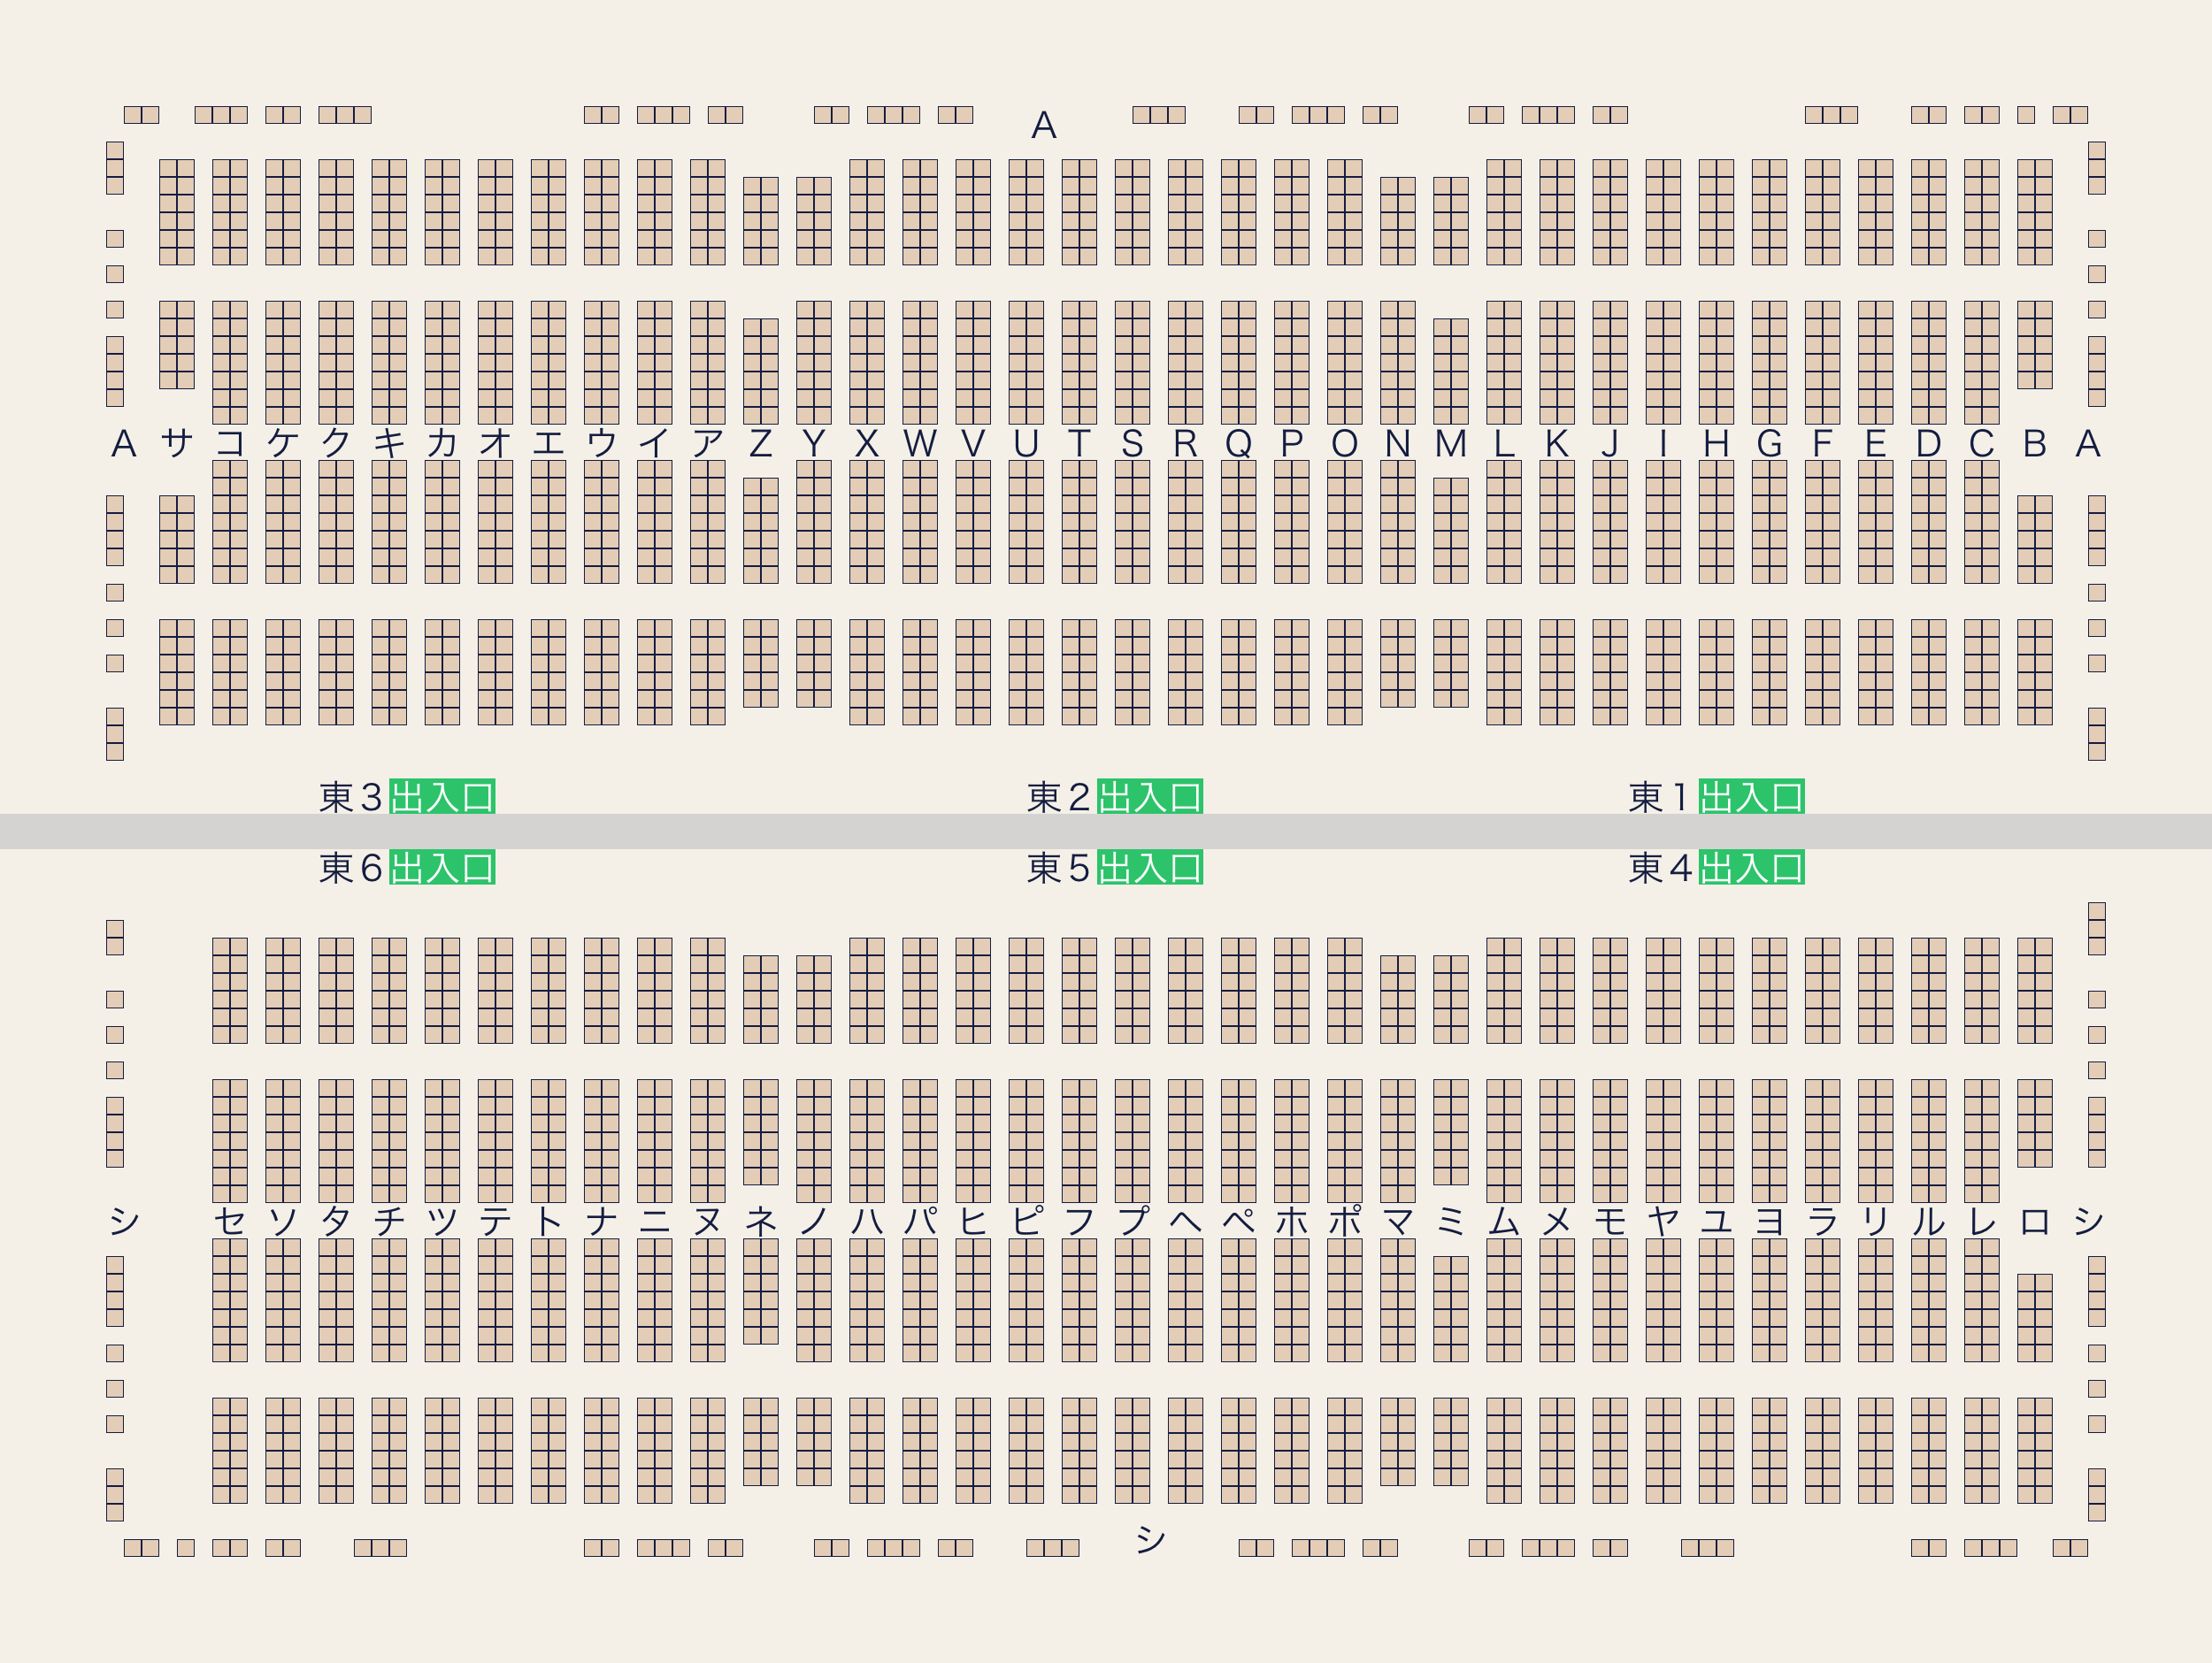 A
A サ コ ケ ク キ カ オ エ ウ イ ア Z Y X W V U T S R Q P O N M L K J I H G F E D C B A
東3 出入口 東2 出入口 東1 出入口
東6 出入口 東5 出入口 東4 出入口
シ セ ソ タ チ ツ テ ト ナ ニ ヌ ネ ノ ハ パ ヒ ピ フ プ ヘ ペ ホ ポ マ ミ ム メ モ ヤ ユ ヨ ラ リ ル レ ロ シ
シ